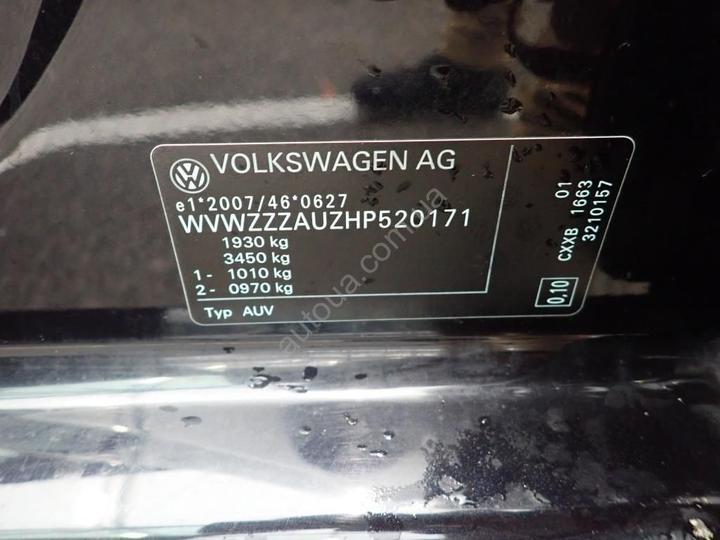 VOLKSWAGEN AG
e1*2007/46*0627
WVWZZZAUZHP520171
1930 kg
3450 kg
1 - 1010 kg
2 - 0970 kg
Typ AUV
01
CXXB 1663
3210157
0,10
autoua.com.ua